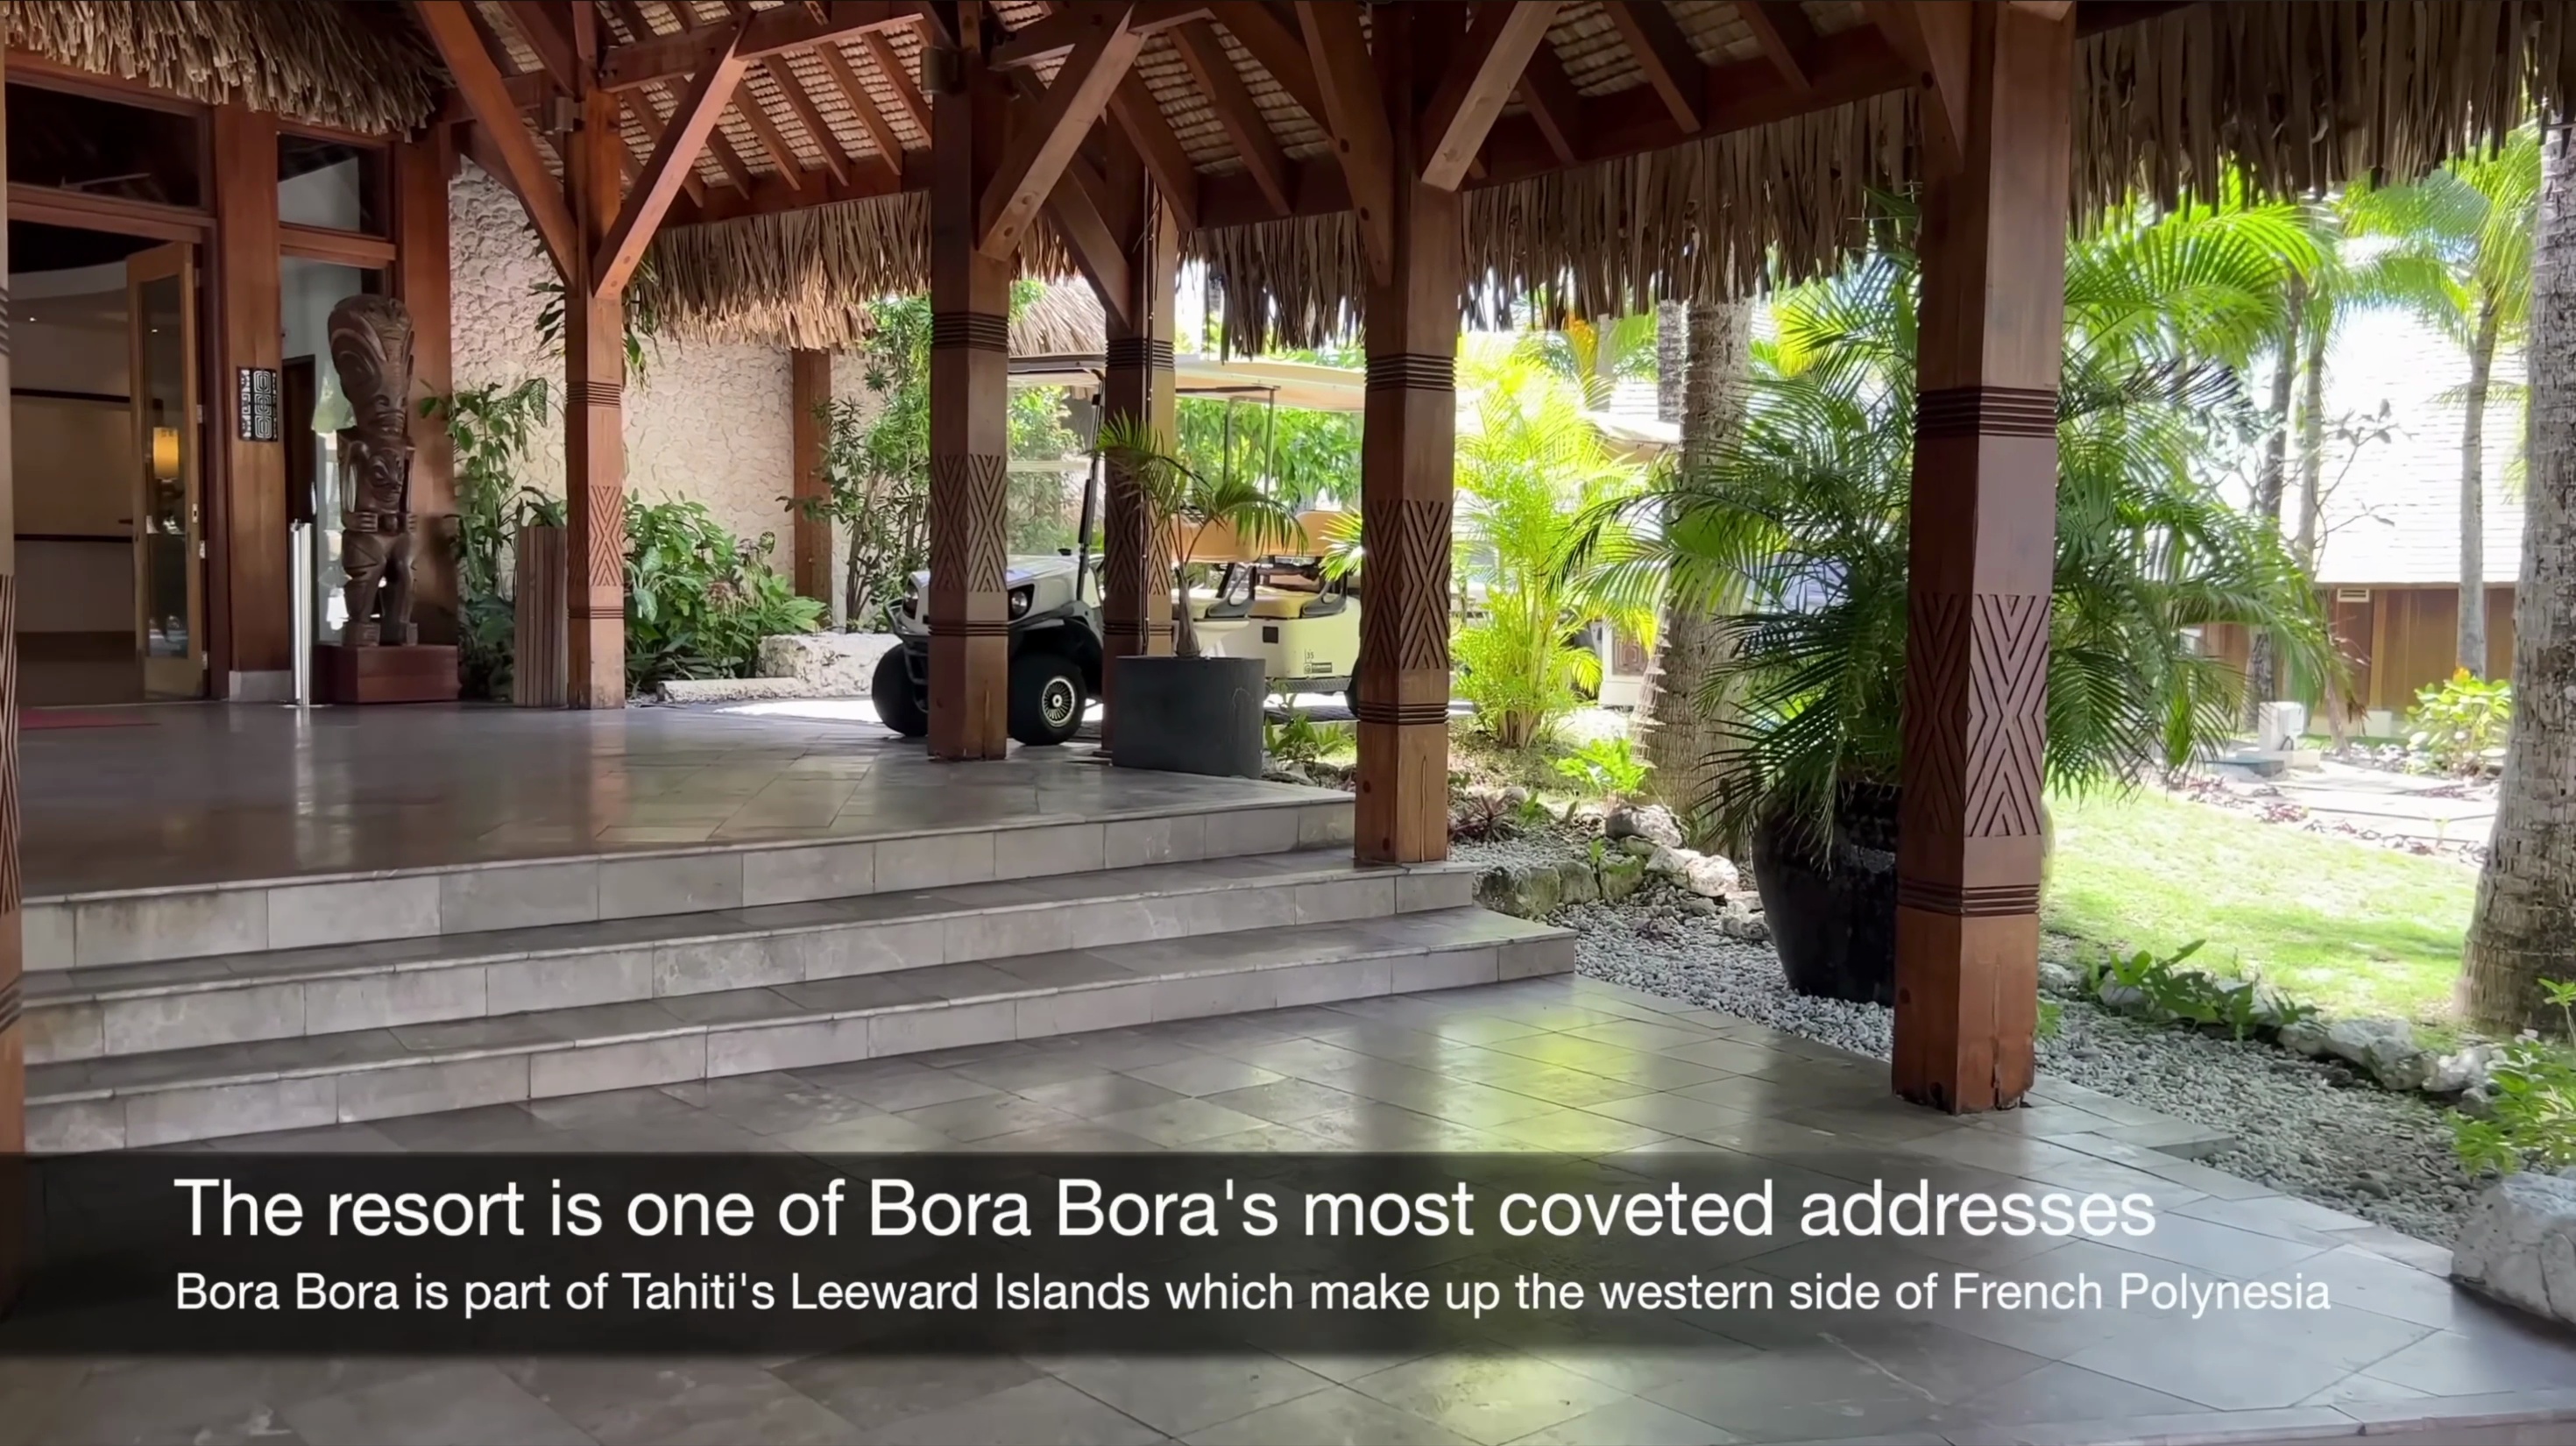 The resort is one of Bora Bora's most coveted addresses
Bora Bora is part of Tahiti's Leeward Islands which make up the western side of French Polynesia